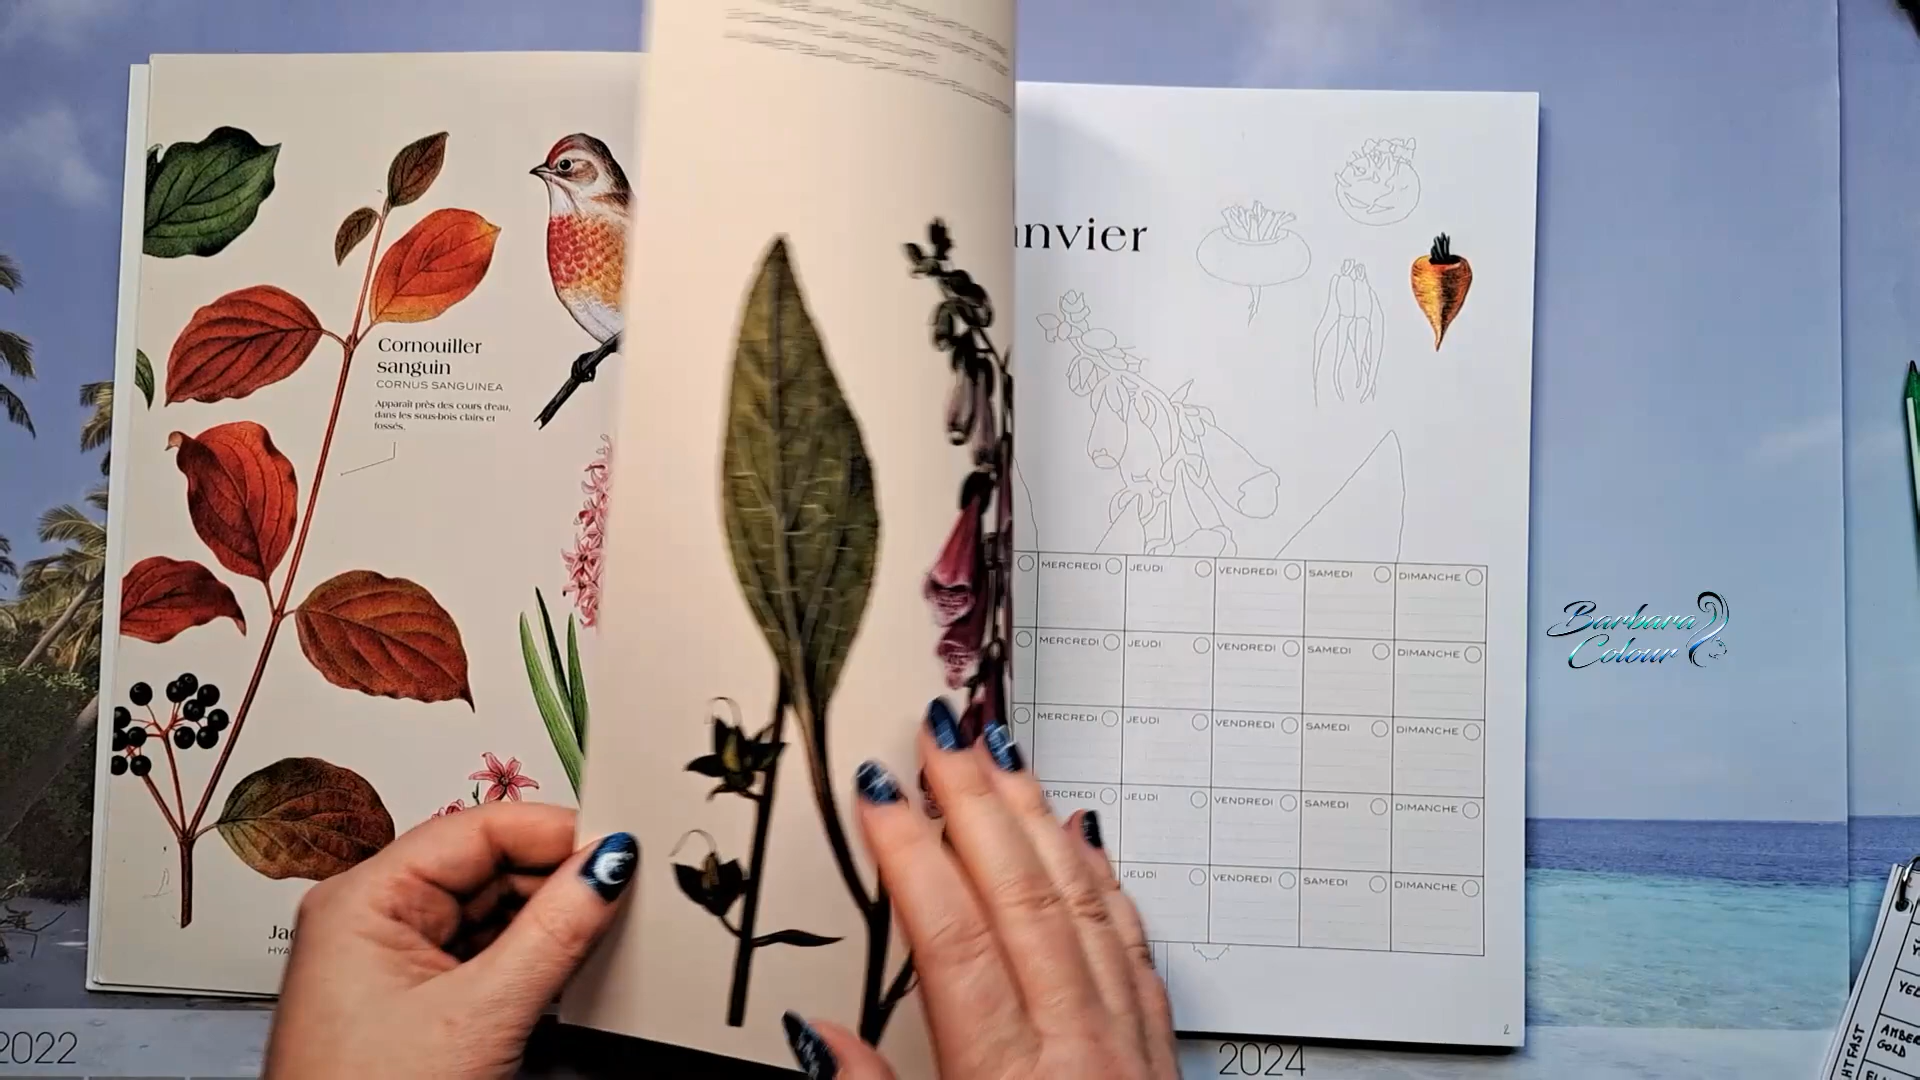 Cornouiller
sanguin
CORNUS SANGUINEA
Apparaît près des cours d'eau,
dans les sous-bois clairs et
fossés.
nvier
MERCREDI JEUDI VENDREDI SAMEDI DIMANCHE
MERCREDI JEUDI VENDREDI SAMEDI DIMANCHE
MERCREDI JEUDI VENDREDI SAMEDI DIMANCHE
MERCREDI JEUDI VENDREDI SAMEDI DIMANCHE
JEUDI VENDREDI SAMEDI DIMANCHE
2
Barbara
Colour
2022
2024
AMBER
GOLD